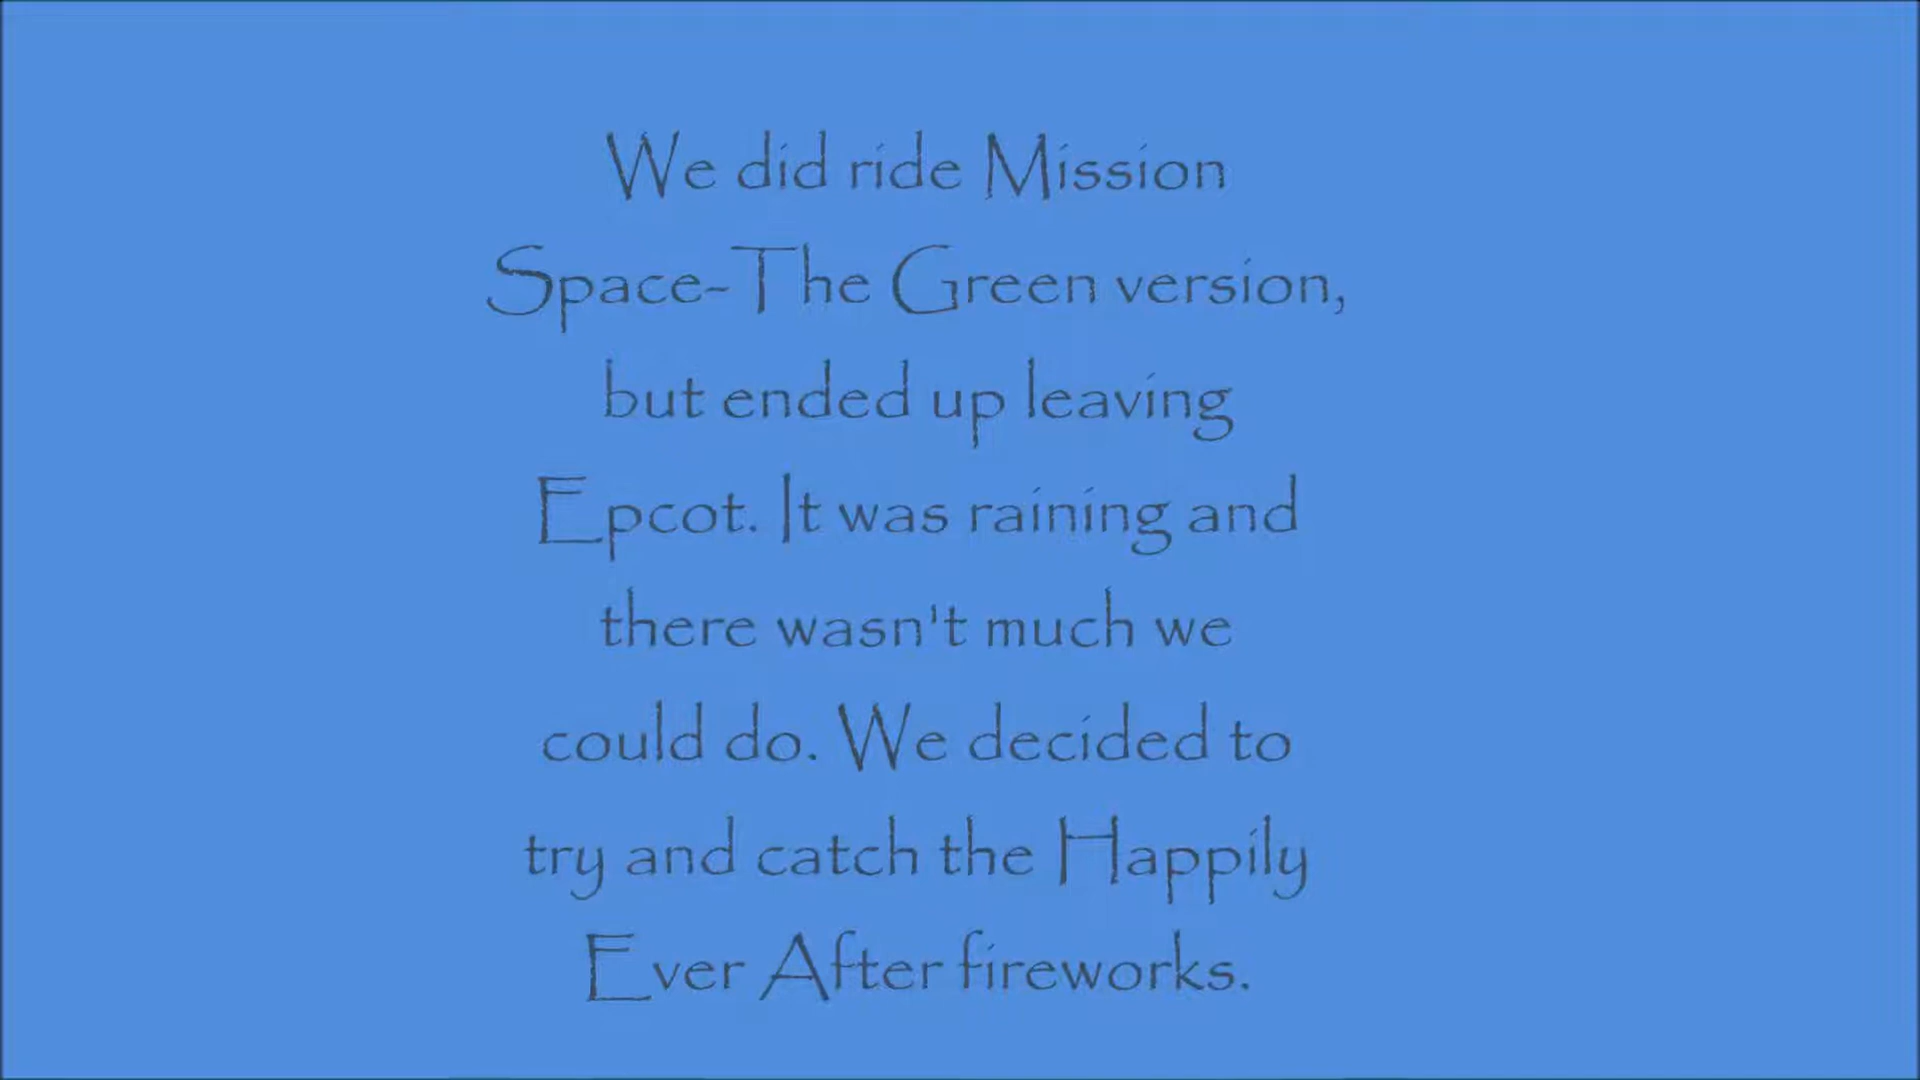 We did ride Mission
Space-The Green version,
but ended up leaving
Epcot. It was raining and
there wasn't much we
could do. We decided to
try and catch the Happily
Ever After fireworks.